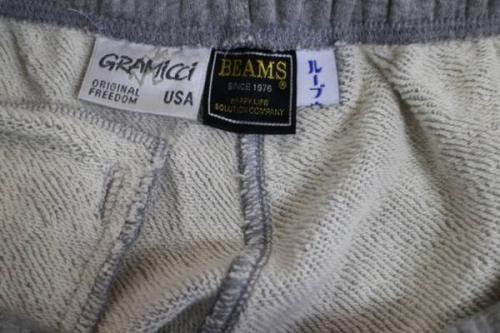 GRAMICCI
ORIGINAL
FREEDOM USA
BEAMS®
SINCE 1976
HAPPY LIFE
SOLUTION COMPANY
ループウ